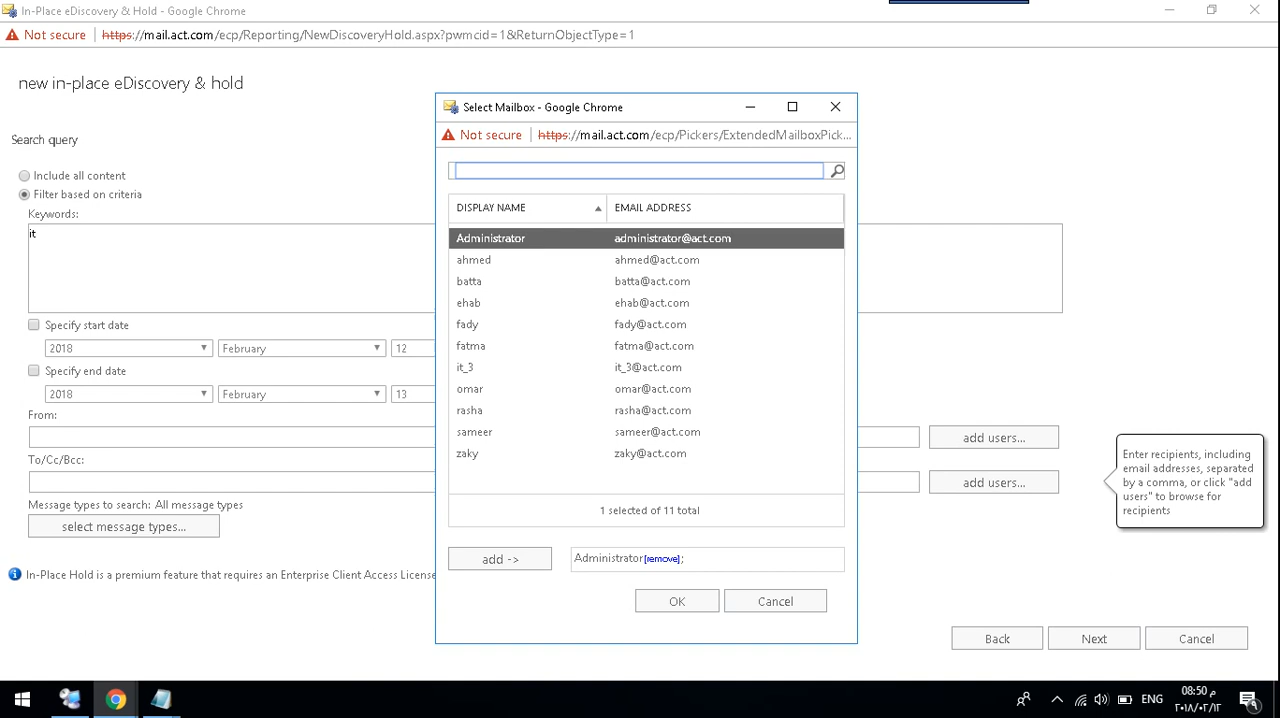 In-Place eDiscovery & Hold - Google Chrome
Not secure | https://mail.act.com/ecp/Reporting/NewDiscoveryHold.aspx?pwmcid=1&ReturnObjectType=1
new in-place eDiscovery & hold
Search query
Include all content
Filter based on criteria
Keywords:
it
Specify start date
2018 February 12
Specify end date
2018 February 13
From:
add users...
To/Cc/Bcc:
add users...
Message types to search: All message types
select message types...
In-Place Hold is a premium feature that requires an Enterprise Client Access License
Enter recipients, including
email addresses, separated
by a comma, or click "add
users" to browse for
recipients
Back Next Cancel
Select Mailbox - Google Chrome
Not secure | https://mail.act.com/ecp/Pickers/ExtendedMailboxPick...
DISPLAY NAME EMAIL ADDRESS
Administrator administrator@act.com
ahmed ahmed@act.com
batta batta@act.com
ehab ehab@act.com
fady fady@act.com
fatma fatma@act.com
it_3 it_3@act.com
omar omar@act.com
rasha rasha@act.com
sameer sameer@act.com
zaky zaky@act.com
1 selected of 11 total
add -> Administrator[remove];
OK Cancel
ENG
08:50 م
٢٠١٨/٠٢/١٢